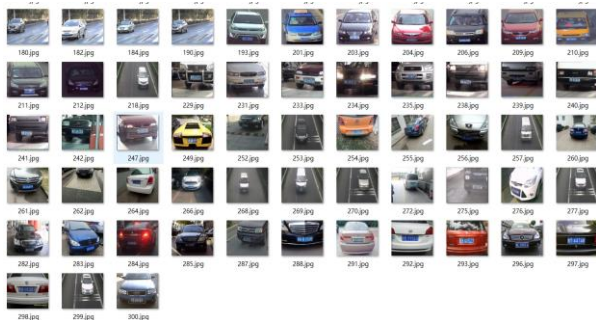 180.jpg 182.jpg 184.jpg 190.jpg 193.jpg 201.jpg 203.jpg 204.jpg 206.jpg 209.jpg 210.jpg
211.jpg 212.jpg 218.jpg 229.jpg 231.jpg 233.jpg 234.jpg 235.jpg 238.jpg 239.jpg 240.jpg
241.jpg 242.jpg 247.jpg 249.jpg 252.jpg 253.jpg 254.jpg 255.jpg 256.jpg 257.jpg 260.jpg
261.jpg 262.jpg 264.jpg 266.jpg 268.jpg 269.jpg 270.jpg 272.jpg 275.jpg 276.jpg 277.jpg
282.jpg 283.jpg 284.jpg 285.jpg 287.jpg 288.jpg 291.jpg 292.jpg 293.jpg 296.jpg 297.jpg
298.jpg 299.jpg 300.jpg